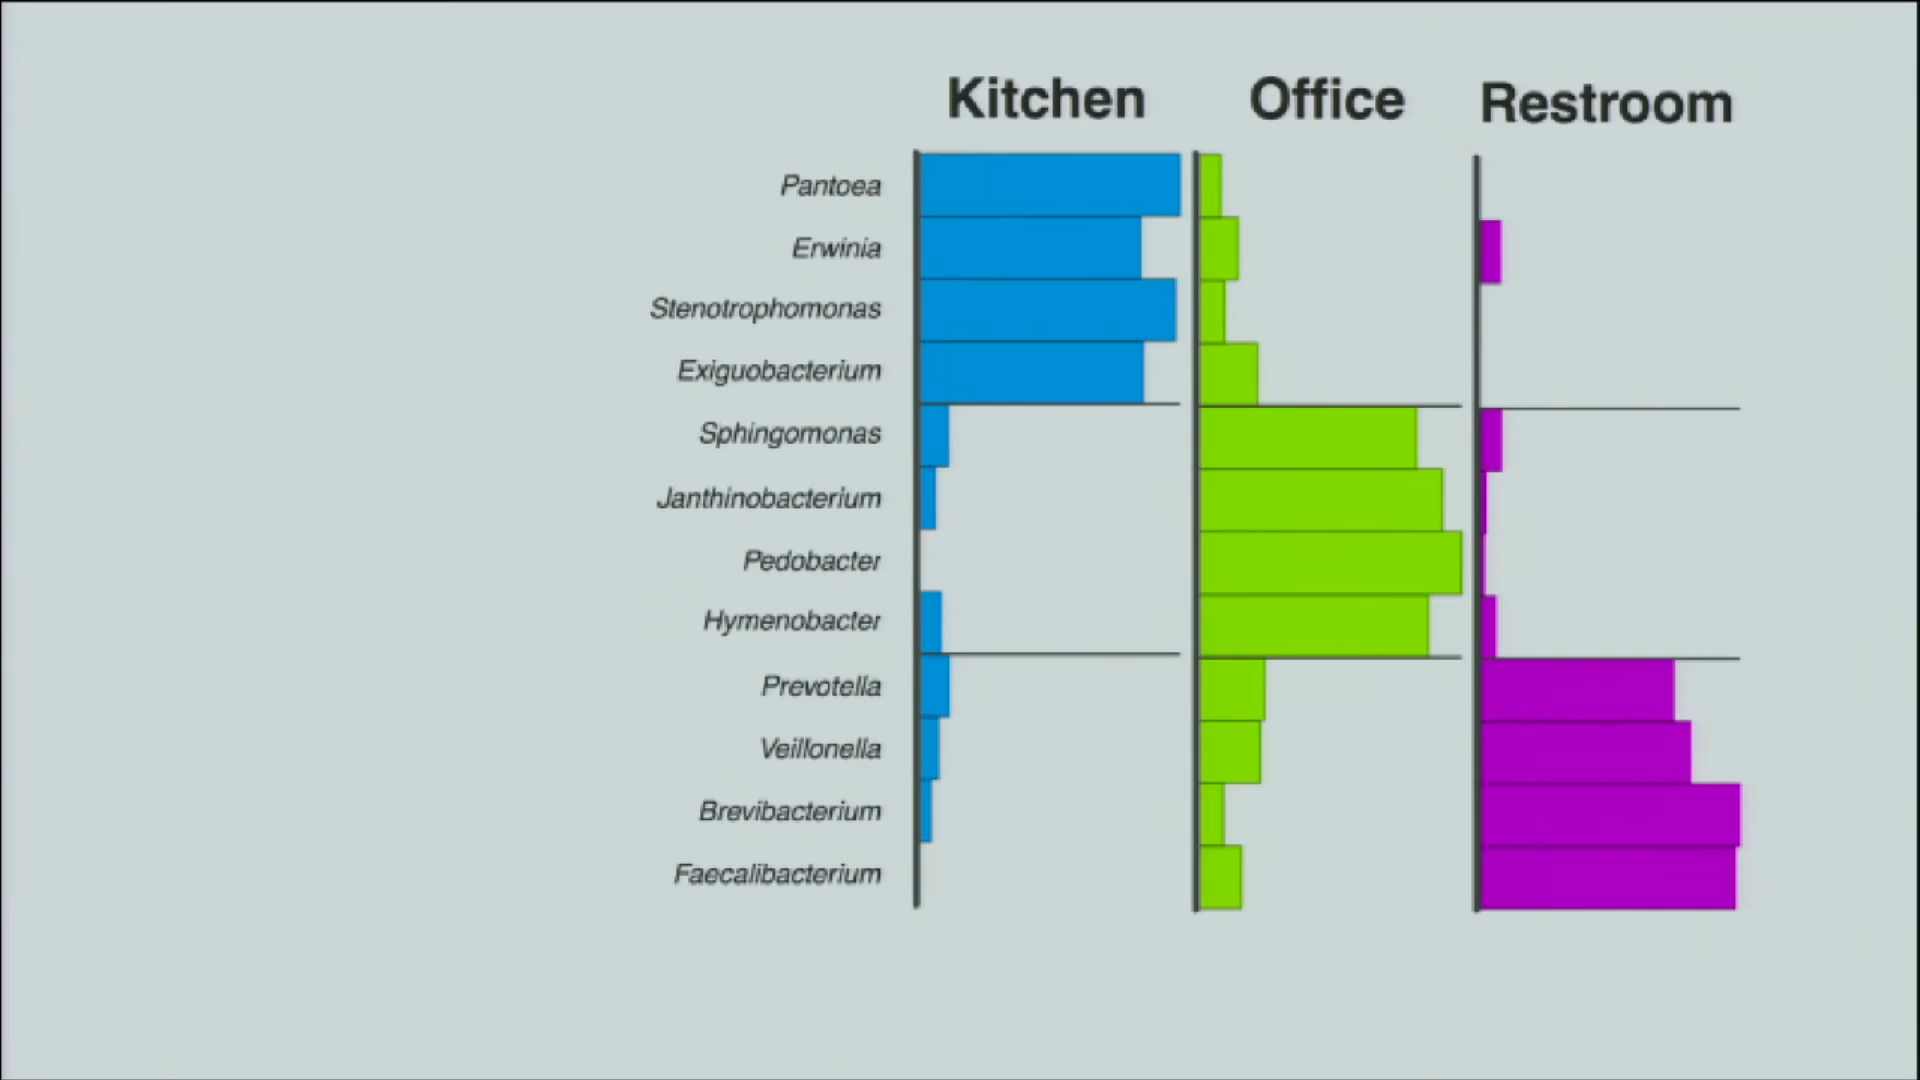 Kitchen Office Restroom
Pantoea
Erwinia
Stenotrophomonas
Exiguobacterium
Sphingomonas
Janthinobacterium
Pedobacter
Hymenobacter
Prevotella
Veillonella
Brevibacterium
Faecalibacterium